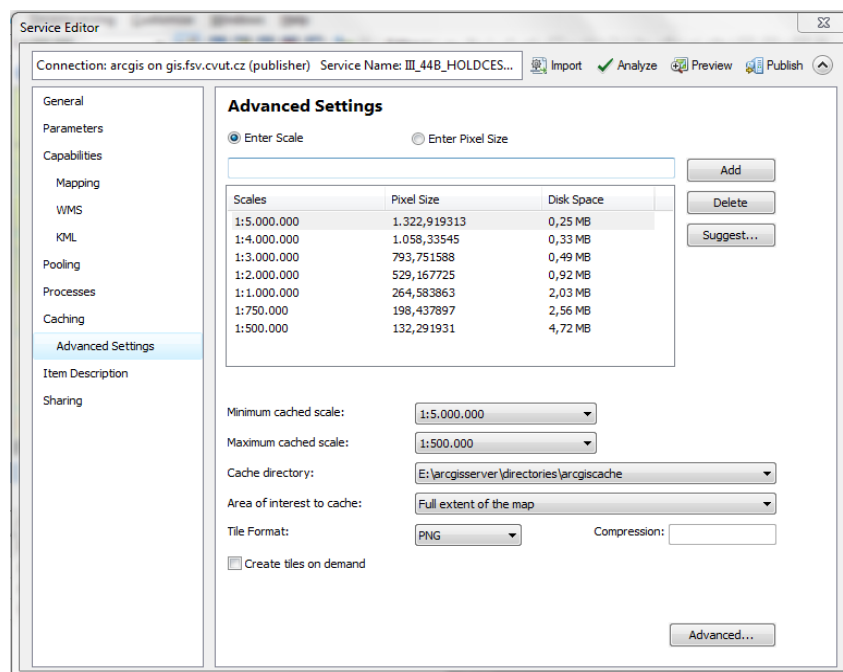 Service Editor
Connection: arcgis on gis.fsv.cvut.cz (publisher) Service Name: III_44B_HOLDCES... Import Analyze Preview Publish
General
Parameters
Capabilities
Mapping
WMS
KML
Pooling
Processes
Caching
Advanced Settings
Item Description
Sharing
Advanced Settings
Enter Scale Enter Pixel Size
Add
Delete
Suggest...
Scales Pixel Size Disk Space
1:5.000.000 1.322,919313 0,25 MB
1:4.000.000 1.058,33545 0,33 MB
1:3.000.000 793,751588 0,49 MB
1:2.000.000 529,167725 0,92 MB
1:1.000.000 264,583863 2,03 MB
1:750.000 198,437897 2,56 MB
1:500.000 132,291931 4,72 MB
Minimum cached scale: 1:5.000.000
Maximum cached scale: 1:500.000
Cache directory: E:\arcgisserver\directories\arcgiscache
Area of interest to cache: Full extent of the map
Tile Format: PNG Compression:
Create tiles on demand
Advanced...